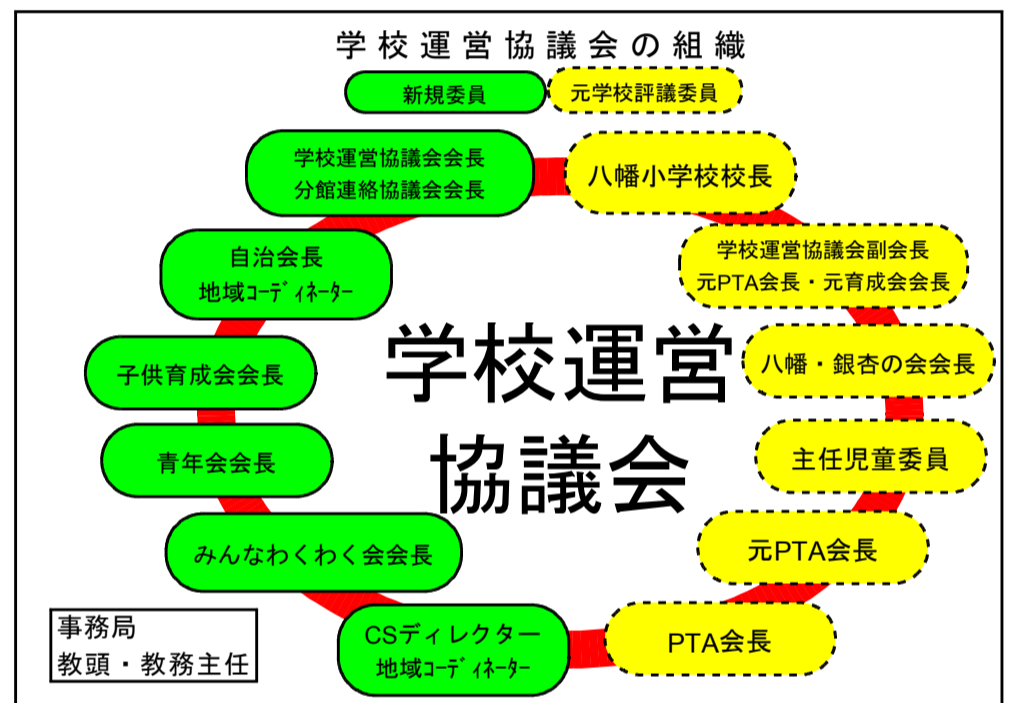 学校運営協議会の組織
新規委員
元学校評議委員
学校運営協議会会長
分館連絡協議会会長
八幡小学校校長
自治会長
地域ｺｰﾃﾞｨﾈｰﾀｰ
学校運営協議会副会長
元PTA会長・元育成会会長
子供育成会会長
学校運営
協議会
八幡・銀杏の会会長
青年会会長
主任児童委員
みんなわくわく会会長
元PTA会長
CSディレクター
地域ｺｰﾃﾞｨﾈｰﾀｰ
PTA会長
事務局
教頭・教務主任